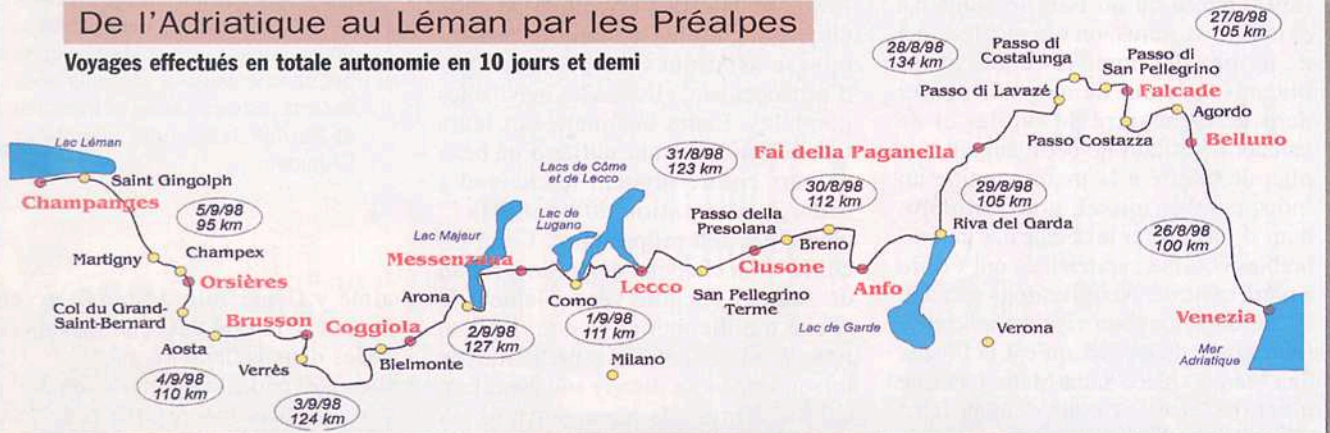 De l'Adriatique au Léman par les Préalpes
Voyages effectués en totale autonomie en 10 jours et demi
27/8/98
105 km
28/8/98
134 km
Passo di
Costalunga
Passo di
San Pellegrino
Passo di Lavazé
Falcade
Agordo
Passo Costazza
Belluno
Lac Léman
Saint Gingolph
Champanges
5/9/98
95 km
Champex
Martigny
Orsières
Col du Grand-
Saint-Bernard
Aosta
4/9/98
110 km
Brusson
Verrès
3/9/98
124 km
Coggiola
Bielmonte
Lac Majeur
Messenzana
Arona
2/9/98
127 km
Lacs de Côme
et de Lecco
Lac de
Lugano
Como
1/9/98
111 km
Milano
Lecco
31/8/98
123 km
San Pellegrino
Terme
Passo della
Presolana
Clusone
30/8/98
112 km
Breno
Fai della Paganella
29/8/98
105 km
Anfo
Riva del Garda
Lac de Garde
Verona
26/8/98
100 km
Venezia
Mer
Adriatique